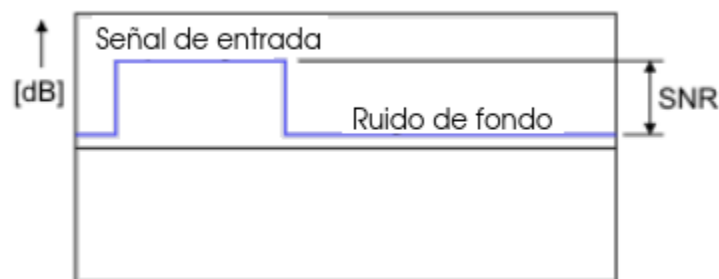 Señal de entrada
[dB]
SNR
Ruido de fondo